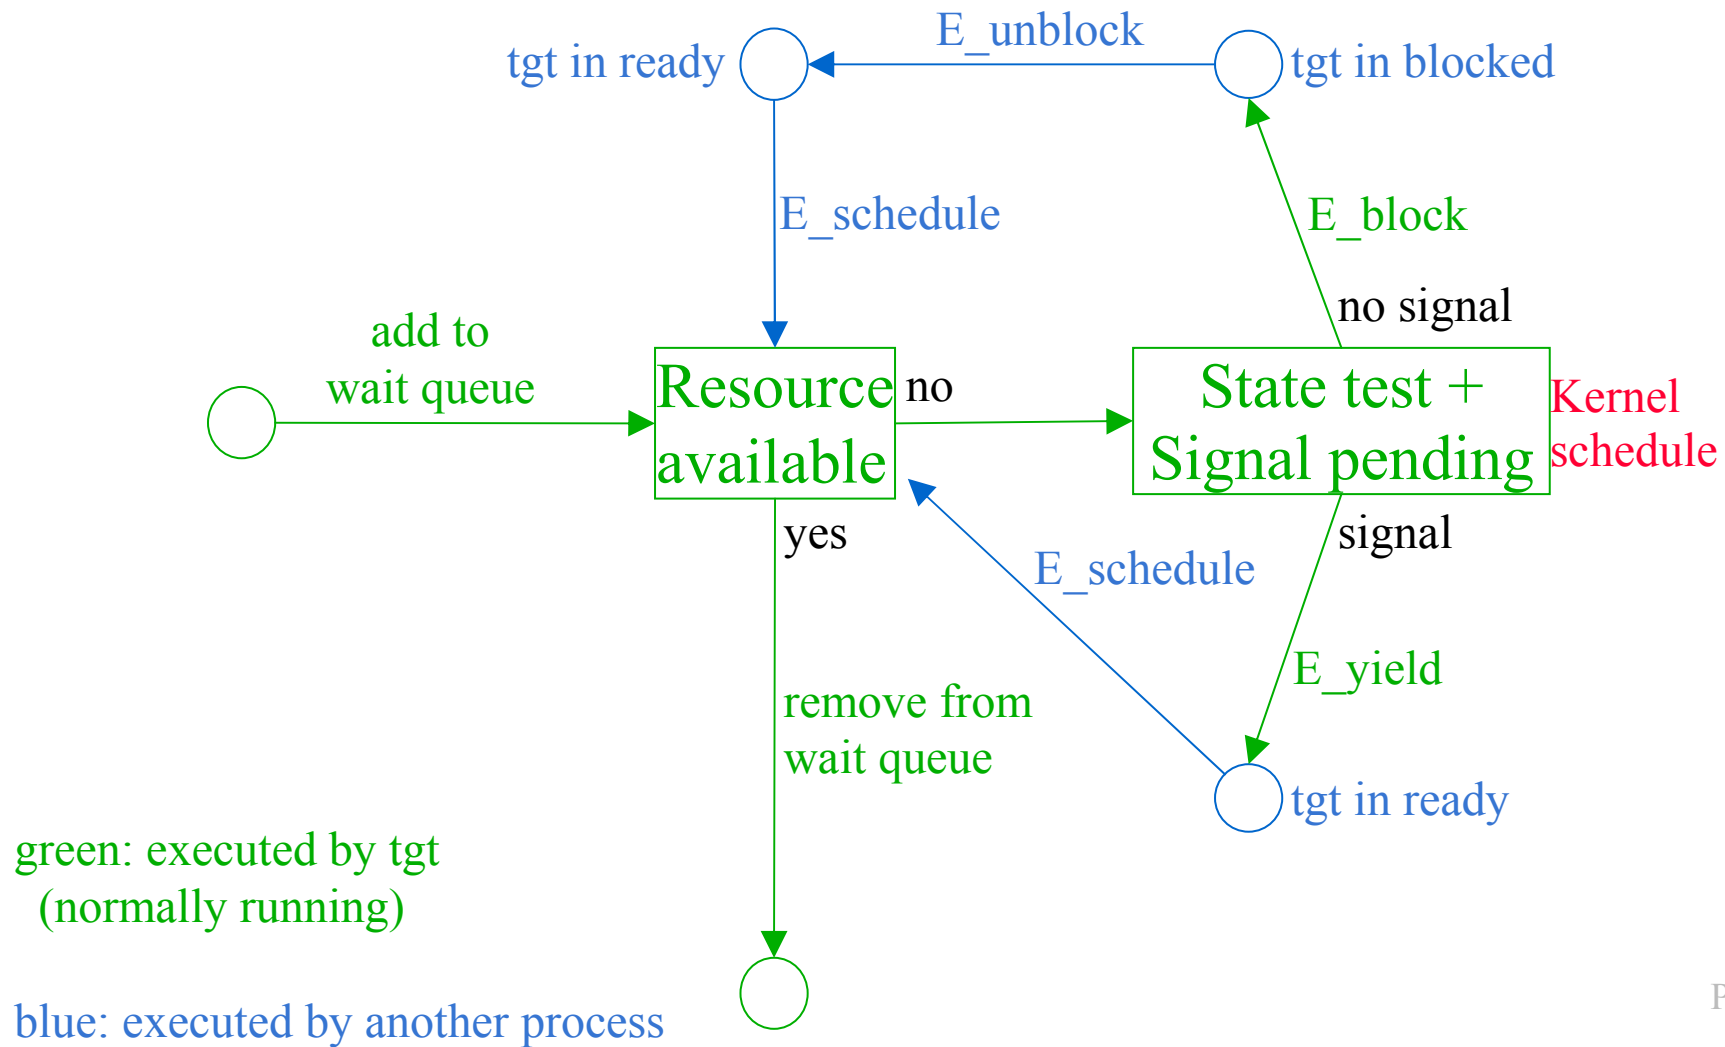 E_unblock
tgt in ready
tgt in blocked
E_schedule
E_block
no signal
add to
wait queue
Resource
available
no
State test +
Signal pending
Kernel
schedule
yes
signal
E_schedule
E_yield
remove from
wait queue
tgt in ready
green: executed by tgt
(normally running)
blue: executed by another process
P